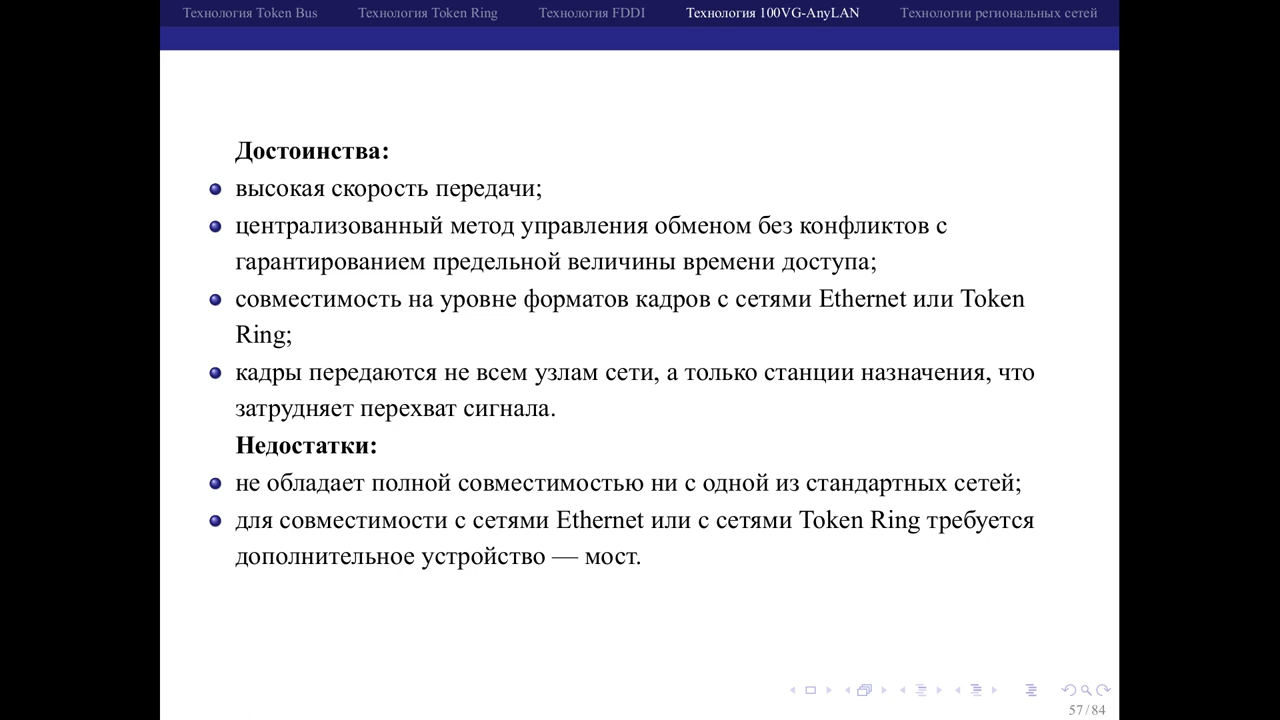 Технология Token Bus Технология Token Ring Технология FDDI Технология 100VG-AnyLAN Технологии региональных сетей
Достоинства:
высокая скорость передачи;
централизованный метод управления обменом без конфликтов с
гарантированием предельной величины времени доступа;
совместимость на уровне форматов кадров с сетями Ethernet или Token
Ring;
кадры передаются не всем узлам сети, а только станции назначения, что
затрудняет перехват сигнала.
Недостатки:
не обладает полной совместимостью ни с одной из стандартных сетей;
для совместимости с сетями Ethernet или с сетями Token Ring требуется
дополнительное устройство — мост.
57 / 84